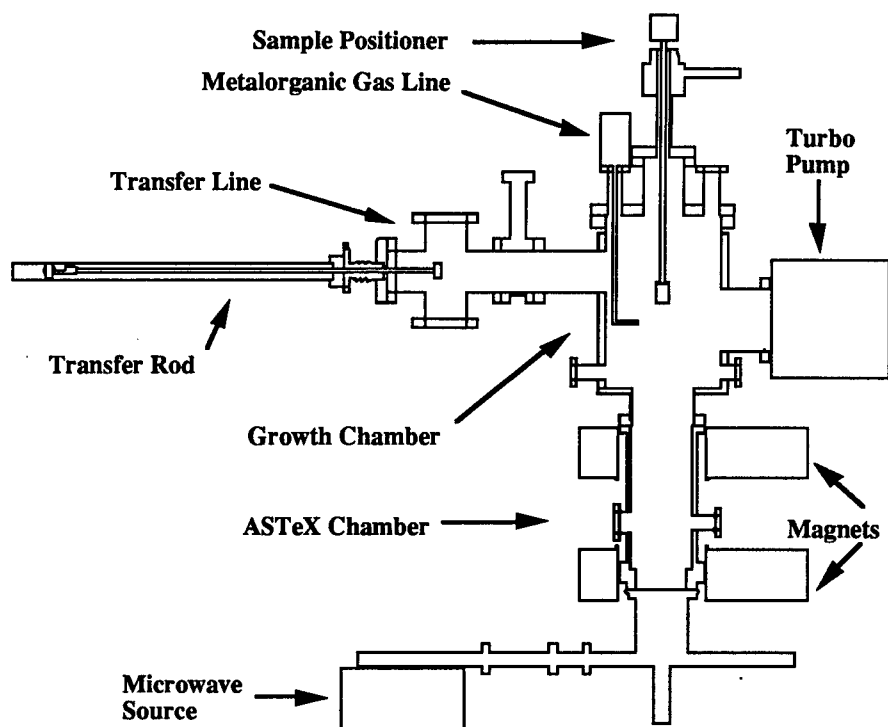 Sample Positioner
Metalorganic Gas Line
Turbo
Pump
Transfer Line
Transfer Rod
Growth Chamber
ASTeX Chamber
Magnets
Microwave
Source